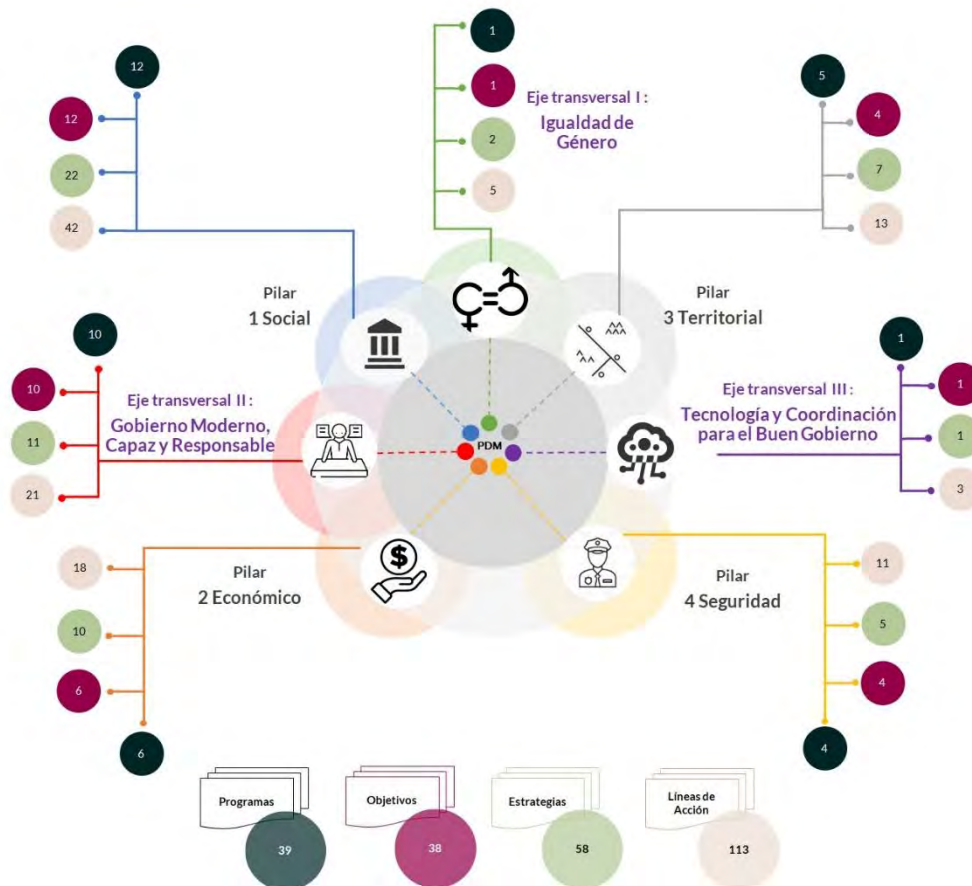 1
1
2
5
Eje transversal I :
Igualdad de
Género
12
12
22
42
5
4
7
13
Pilar
1 Social
Pilar
3 Territorial
10
10
11
21
Eje transversal II :
Gobierno Moderno,
Capaz y Responsable
PDM
Eje transversal III :
Tecnología y Coordinación
para el Buen Gobierno
1
1
1
3
18
10
6
6
Pilar
2 Económico
$
Pilar
4 Seguridad
11
5
4
4
Programas
39
Objetivos
38
Estrategias
58
Líneas de
Acción
113